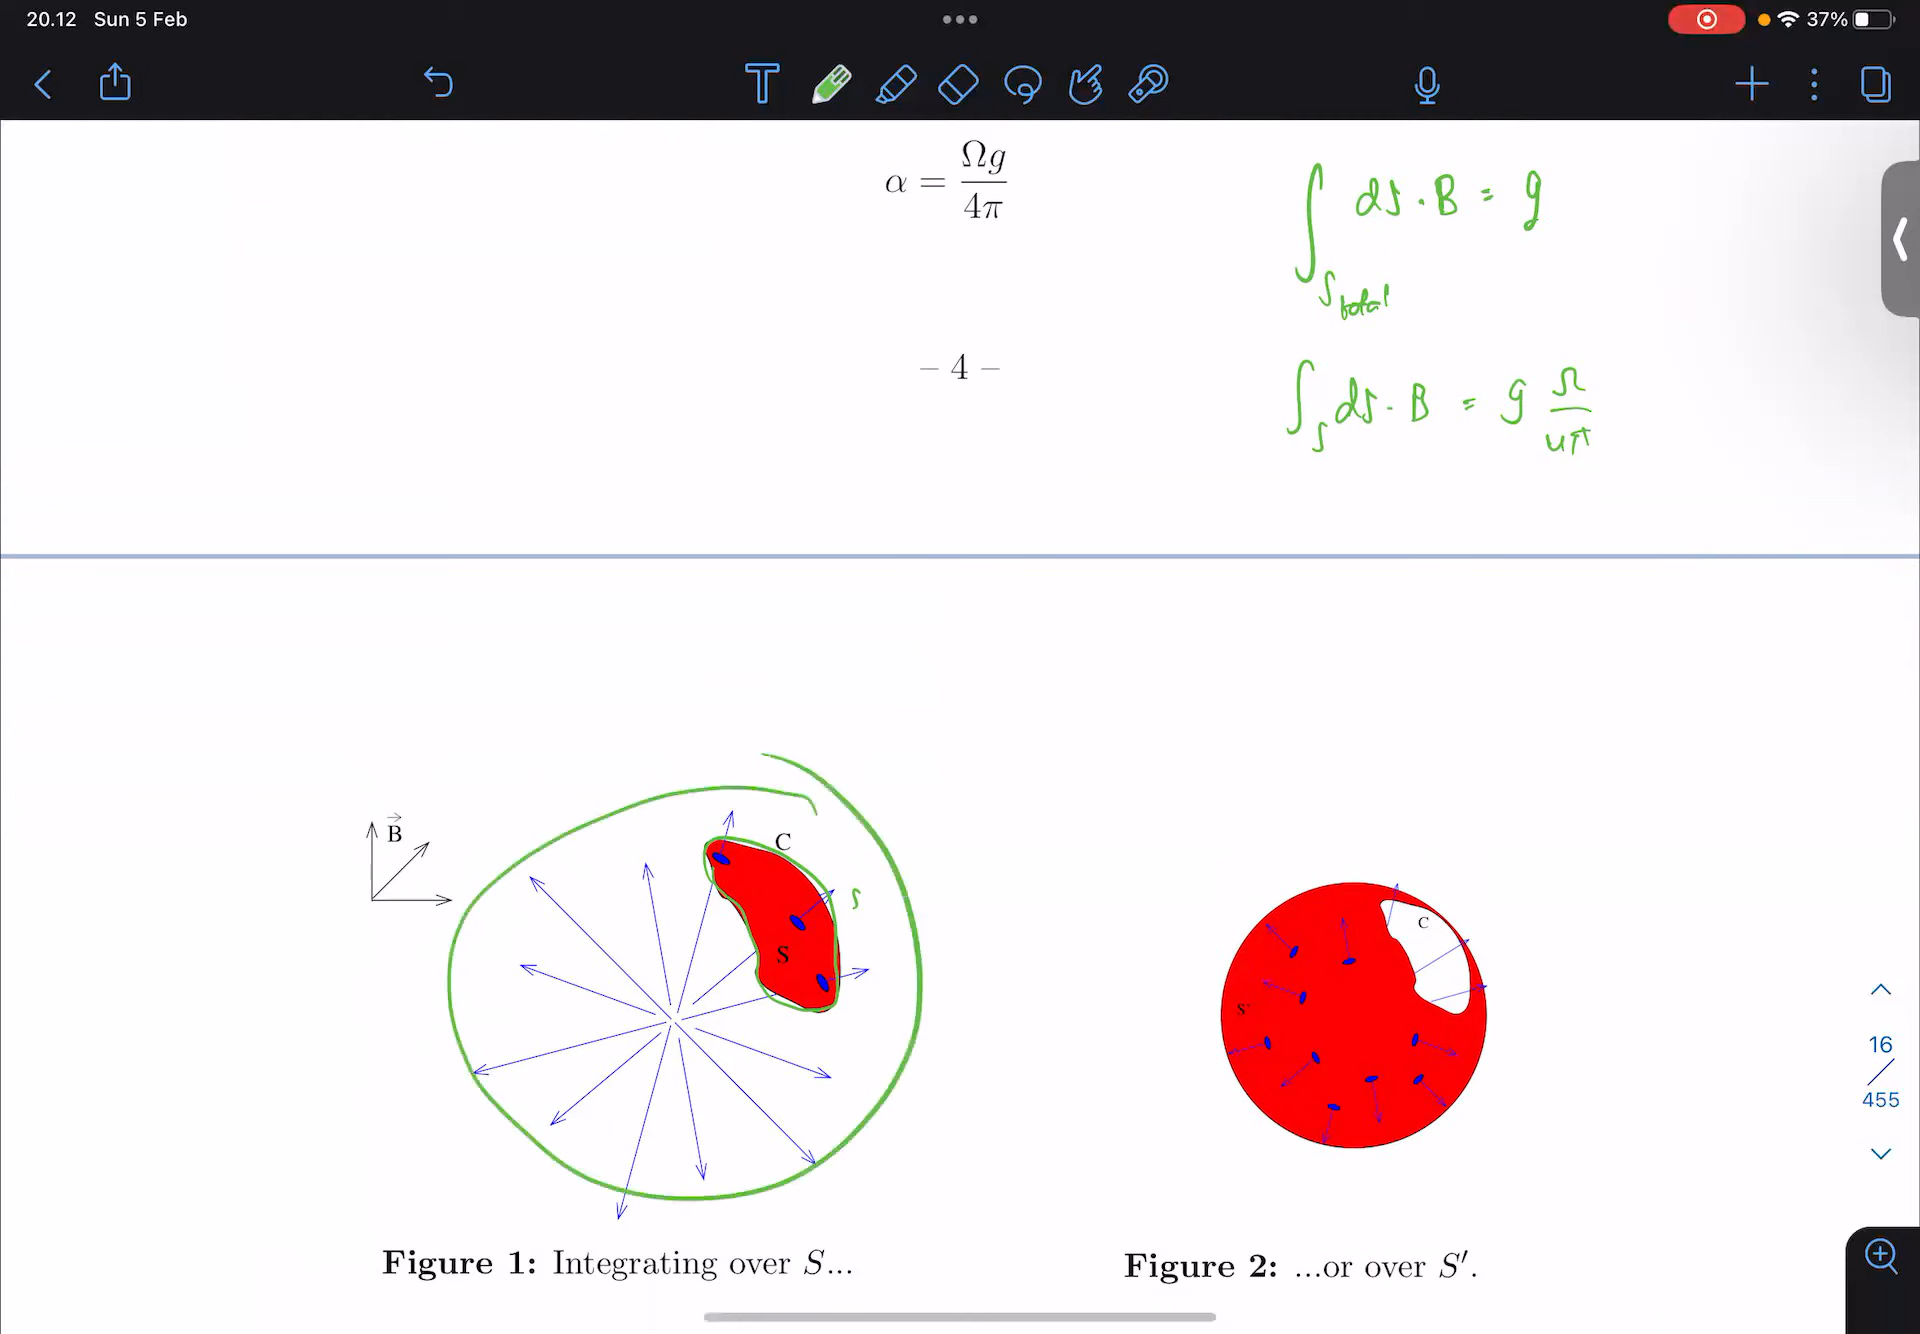 20.12 Sun 5 Feb
37%
α = Ωg / 4π
∫_{S total} dS · B = g
– 4 –
∫_S dS · B = g Ω / 4π
B⃗
C
S
S
C
S'
16
455
Figure 1: Integrating over S...
Figure 2: ...or over S′.